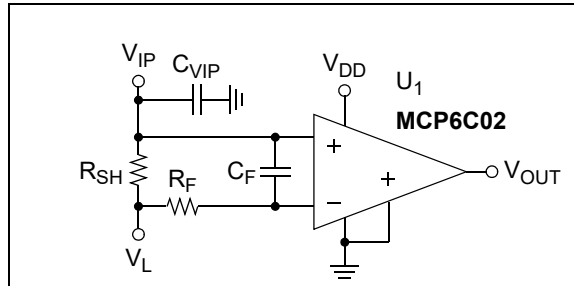 V_IP
C_VIP
V_DD
U_1
MCP6C02
+
R_SH
R_F
C_F
+
V_OUT
−
V_L